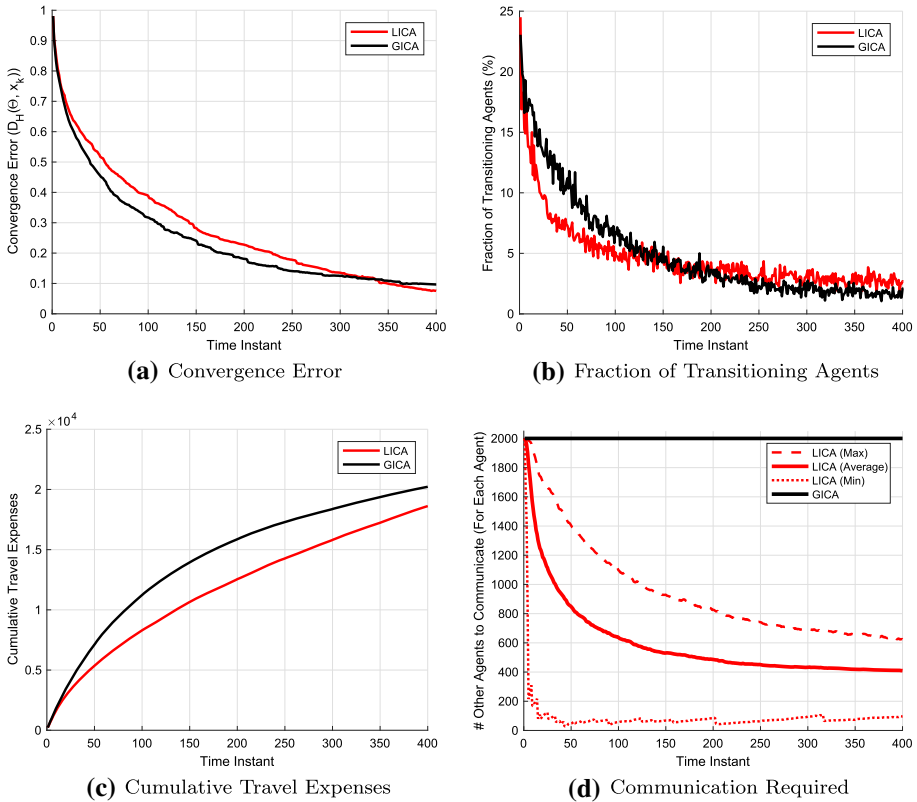 Convergence Error (D_H(Θ, x_k))
1
0.9
0.8
0.7
0.6
0.5
0.4
0.3
0.2
0.1
0
0 50 100 150 200 250 300 350 400
Time Instant
LICA
GICA
(a) Convergence Error
Fraction of Transitioning Agents (%)
25
20
15
10
5
0
0 50 100 150 200 250 300 350 400
Time Instant
LICA
GICA
(b) Fraction of Transitioning Agents
Cumulative Travel Expenses
×10^4
2.5
2
1.5
1
0.5
0
0 50 100 150 200 250 300 350 400
Time Instant
LICA
GICA
(c) Cumulative Travel Expenses
# Other Agents to Communicate (For Each Agent)
2000
1800
1600
1400
1200
1000
800
600
400
200
0
0 50 100 150 200 250 300 350 400
Time Instant
LICA (Max)
LICA (Average)
LICA (Min)
GICA
(d) Communication Required